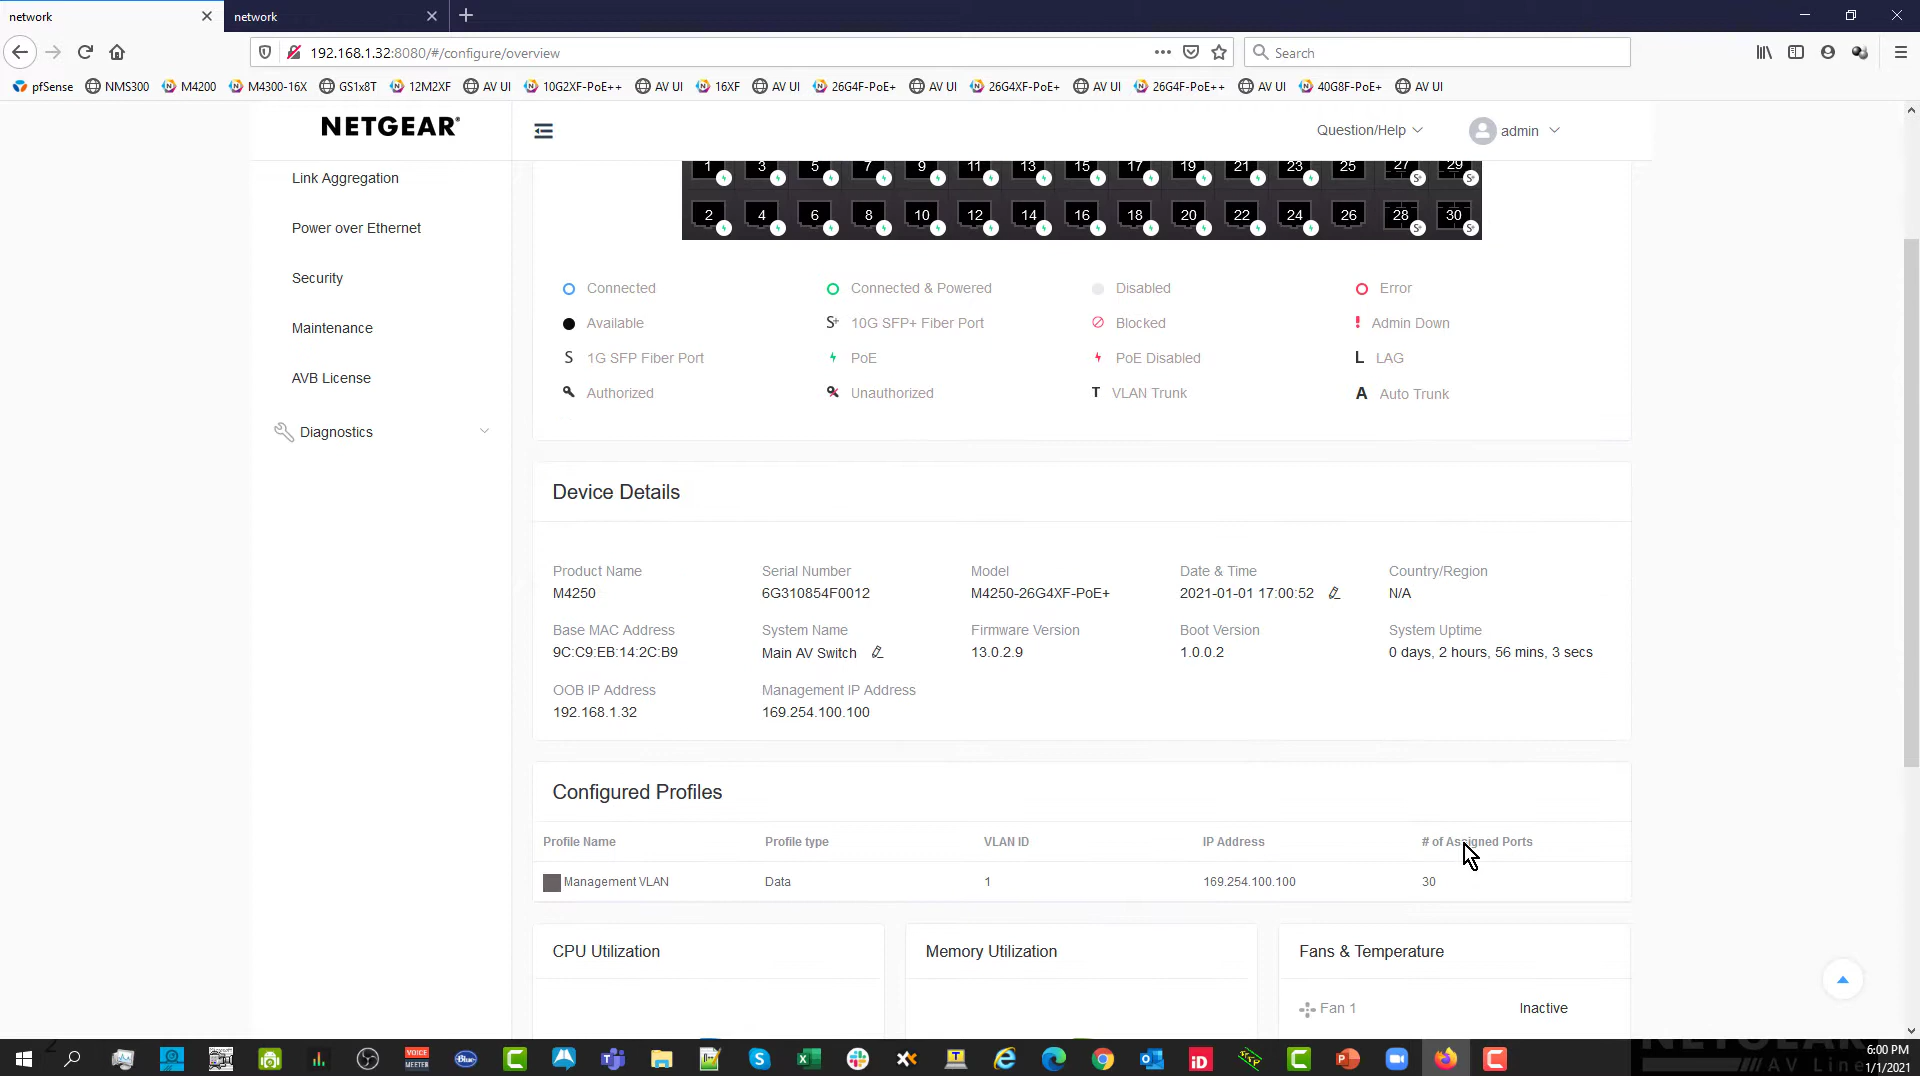 network
network
192.168.1.32:8080/#/configure/overview
Search
pfSense NMS300 M4200 M4300-16X GS1x8T 12M2XF AV UI 10G2XF-PoE++ AV UI 16XF AV UI 26G4F-PoE+ AV UI 26G4XF-PoE+ AV UI 26G4F-PoE++ AV UI 40G8F-PoE+ AV UI
NETGEAR®
Question/Help
admin
1 3 5 7 9 11 13 15 17 19 21 23 25 27 29
2 4 6 8 10 12 14 16 18 20 22 24 26 28 30
Link Aggregation
Power over Ethernet
Security
Maintenance
AVB License
Diagnostics
Connected Connected & Powered Disabled Error
Available S+ 10G SFP+ Fiber Port Blocked ! Admin Down
S 1G SFP Fiber Port PoE PoE Disabled L LAG
Authorized Unauthorized T VLAN Trunk A Auto Trunk
Device Details
Product Name Serial Number Model Date & Time Country/Region
M4250 6G310854F0012 M4250-26G4XF-PoE+ 2021-01-01 17:00:52 N/A
Base MAC Address System Name Firmware Version Boot Version System Uptime
9C:C9:EB:14:2C:B9 Main AV Switch 13.0.2.9 1.0.0.2 0 days, 2 hours, 56 mins, 3 secs
OOB IP Address Management IP Address
192.168.1.32 169.254.100.100
Configured Profiles
Profile Name Profile type VLAN ID IP Address # of Assigned Ports
Management VLAN Data 1 169.254.100.100 30
CPU Utilization Memory Utilization Fans & Temperature
Fan 1 Inactive
6:00 PM
1/1/2021